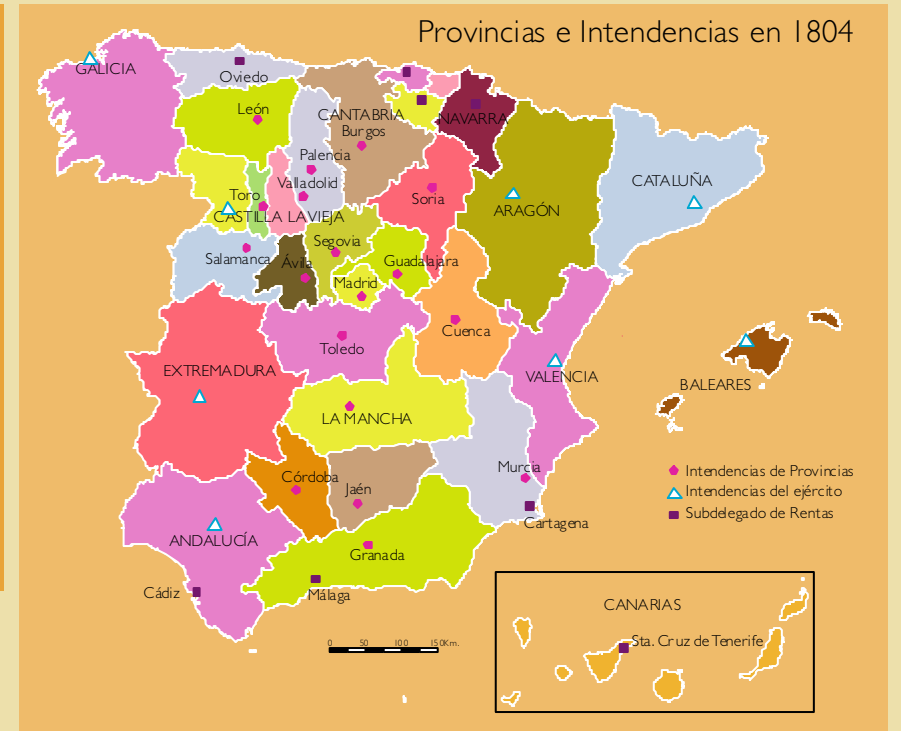 Provincias e Intendencias en 1804
GALICIA
Oviedo
León
CANTABRIA
Burgos
NAVARRA
Palencia
Valladolid
Toro
CASTILLA LA VIEJA
Soria
ARAGÓN
CATALUÑA
Salamanca
Ávila
Segovia
Guadalajara
Madrid
Cuenca
Toledo
EXTREMADURA
VALENCIA
BALEARES
LA MANCHA
Córdoba
Jaén
Murcia
Cartagena
ANDALUCÍA
Granada
Cádiz
Málaga
Intendencias de Provincias
Intendencias del ejército
Subdelegado de Rentas
0 50 100 150Km.
CANARIAS
Sta. Cruz de Tenerife